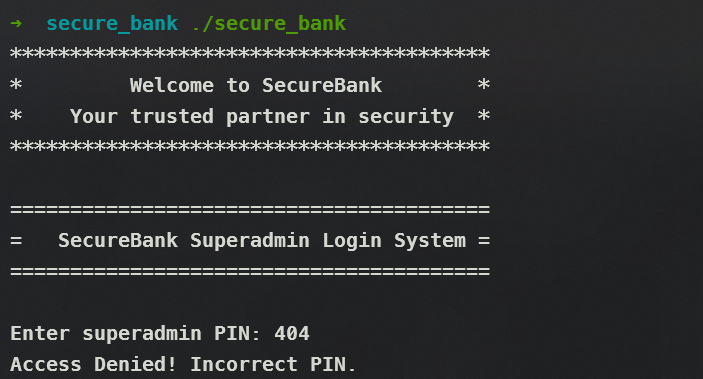 ➜  secure_bank ./secure_bank
****************************************
*         Welcome to SecureBank        *
*    Your trusted partner in security  *
****************************************

========================================
=   SecureBank Superadmin Login System =
========================================

Enter superadmin PIN: 404
Access Denied! Incorrect PIN.